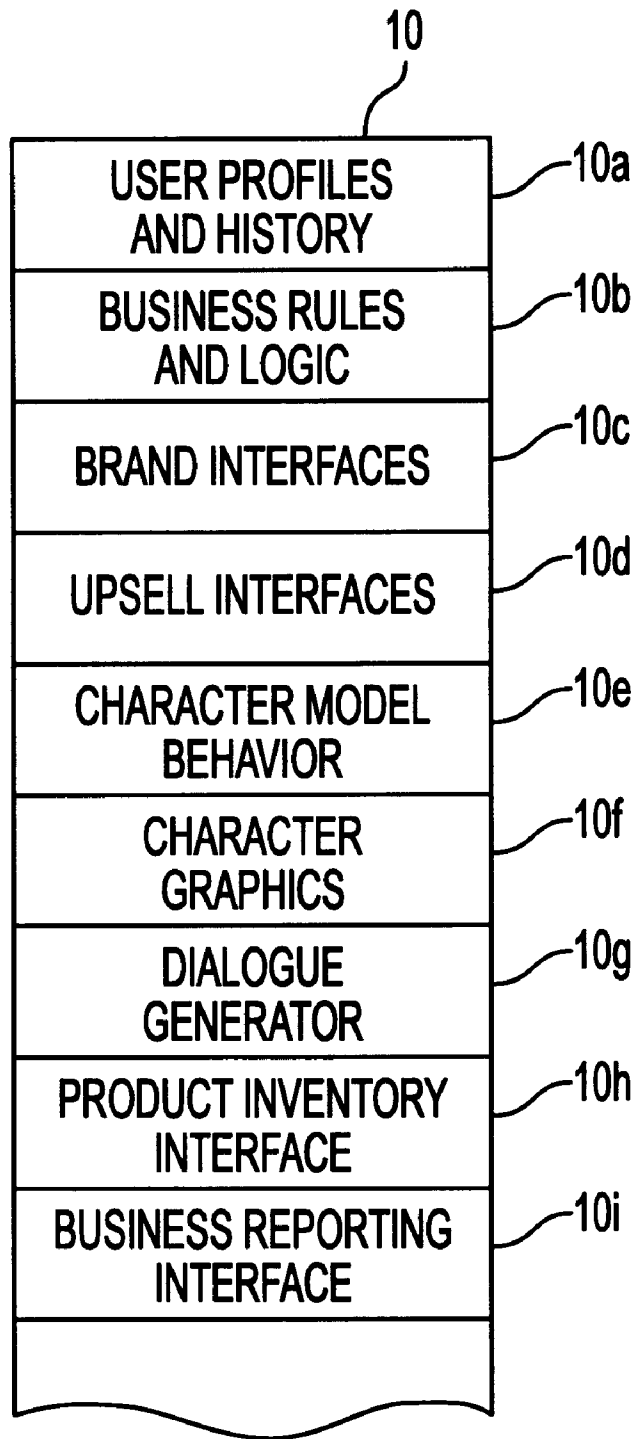 10
USER PROFILES
AND HISTORY
10a
BUSINESS RULES
AND LOGIC
10b
BRAND INTERFACES
10c
UPSELL INTERFACES
10d
CHARACTER MODEL
BEHAVIOR
10e
CHARACTER
GRAPHICS
10f
DIALOGUE
GENERATOR
10g
PRODUCT INVENTORY
INTERFACE
10h
BUSINESS REPORTING
INTERFACE
10i